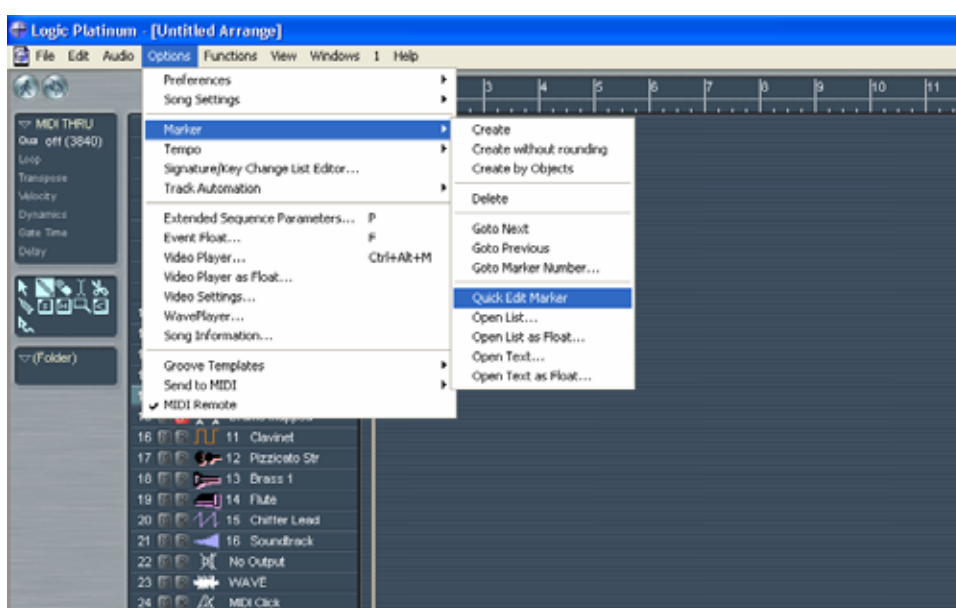 Logic Platinum - [Untitled Arrange]
File Edit Audio Options Functions View Windows 1 Help
Preferences
Song Settings
Marker
Tempo
Signature/Key Change List Editor...
Track Automation
Extended Sequence Parameters... P
Event Float... F
Video Player... Ctrl+Alt+M
Video Player as Float...
Video Settings...
WavePlayer...
Song Information...
Groove Templates
Send to MIDI
MIDI Remote
Create
Create without rounding
Create by Objects
Delete
Goto Next
Goto Previous
Goto Marker Number...
Quick Edit Marker
Open List...
Open List as Float...
Open Text...
Open Text as Float...
3 4 5 6 7 8 9 10 11
MIDI THRU
Qua off (3840)
Loop
Transpose
Velocity
Dynamics
Gate Time
Delay
(Folder)
16 11 Clavinet
17 12 Pizzicato Str
18 13 Brass 1
19 14 Flute
20 15 Chiffer Lead
21 16 Soundtrack
22 No Output
23 WAVE
24 MIDI Click